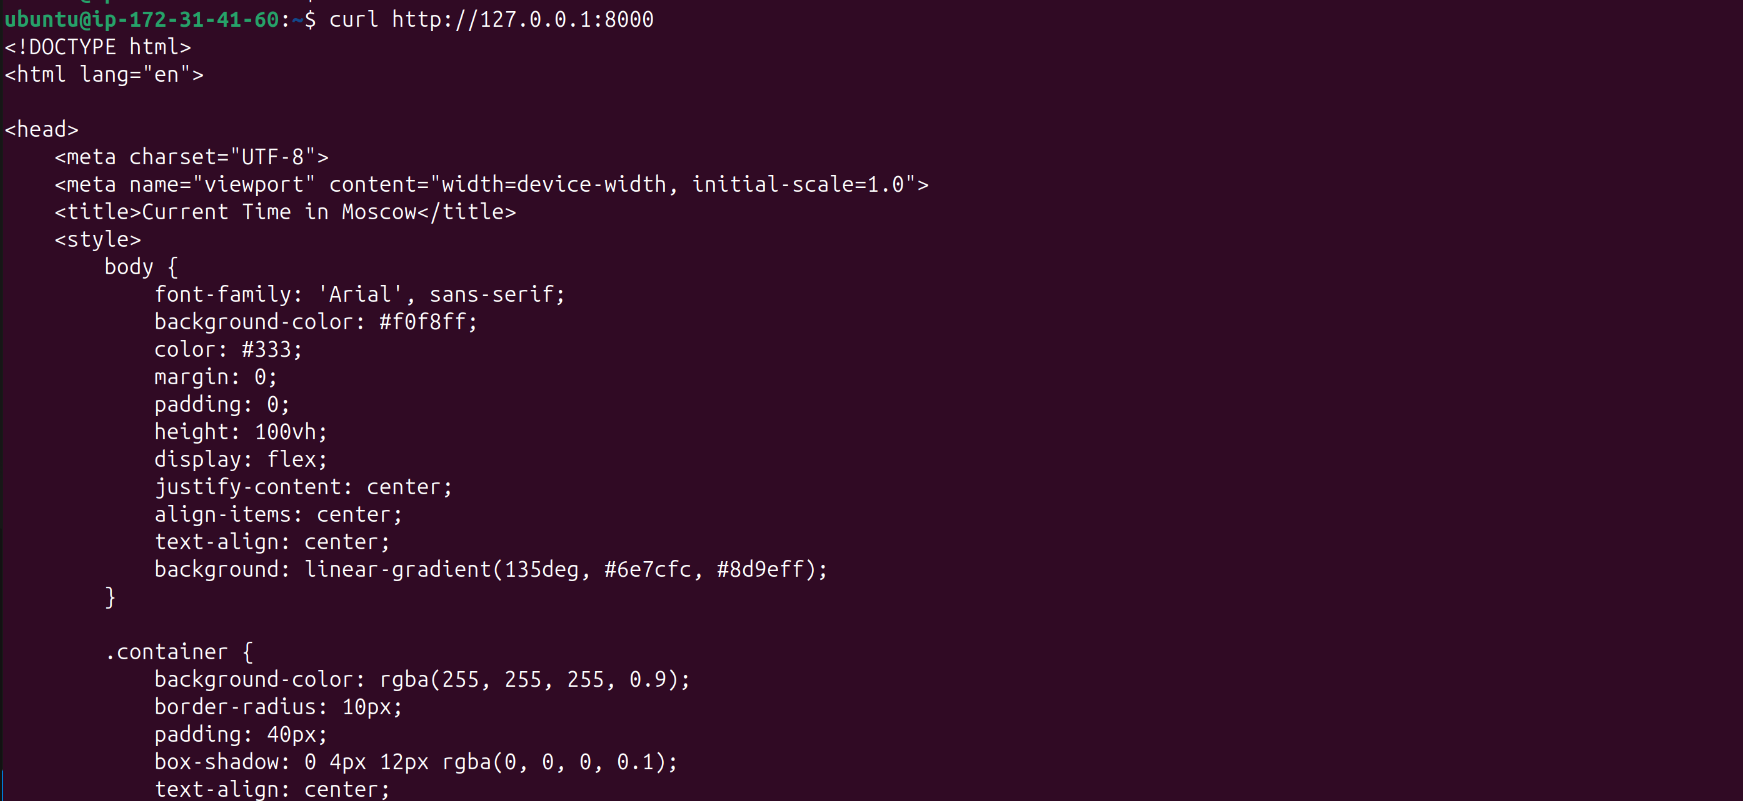 ubuntu@ip-172-31-41-60:~$ curl http://127.0.0.1:8000
<!DOCTYPE html>
<html lang="en">

<head>
    <meta charset="UTF-8">
    <meta name="viewport" content="width=device-width, initial-scale=1.0">
    <title>Current Time in Moscow</title>
    <style>
        body {
            font-family: 'Arial', sans-serif;
            background-color: #f0f8ff;
            color: #333;
            margin: 0;
            padding: 0;
            height: 100vh;
            display: flex;
            justify-content: center;
            align-items: center;
            text-align: center;
            background: linear-gradient(135deg, #6e7cfc, #8d9eff);
        }

        .container {
            background-color: rgba(255, 255, 255, 0.9);
            border-radius: 10px;
            padding: 40px;
            box-shadow: 0 4px 12px rgba(0, 0, 0, 0.1);
            text-align: center;